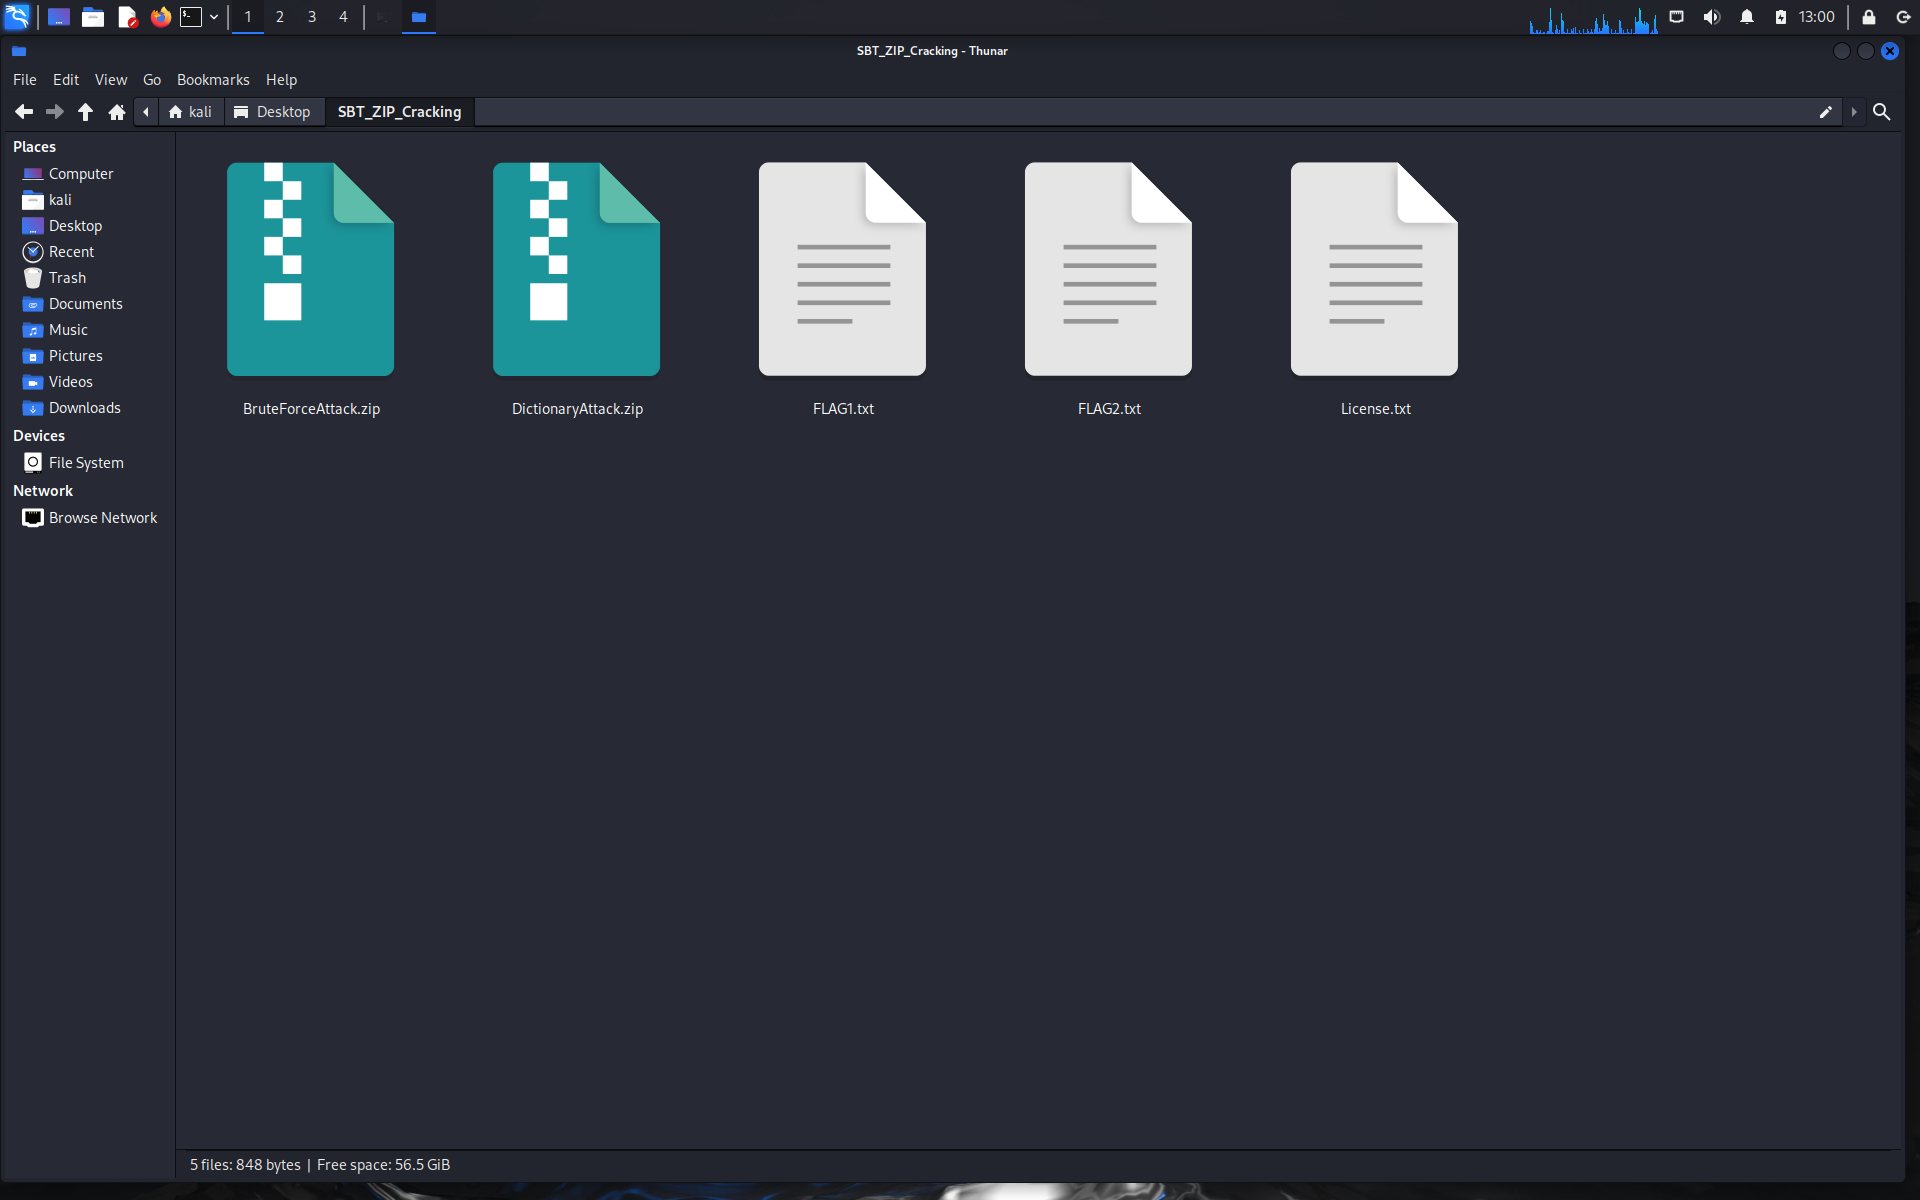 1 2 3 4 13:00
SBT_ZIP_Cracking - Thunar
File Edit View Go Bookmarks Help
kali Desktop SBT_ZIP_Cracking
Places
Computer
kali
Desktop
Recent
Trash
Documents
Music
Pictures
Videos
Downloads
Devices
File System
Network
Browse Network
BruteForceAttack.zip DictionaryAttack.zip FLAG1.txt FLAG2.txt License.txt
5 files: 848 bytes | Free space: 56.5 GiB